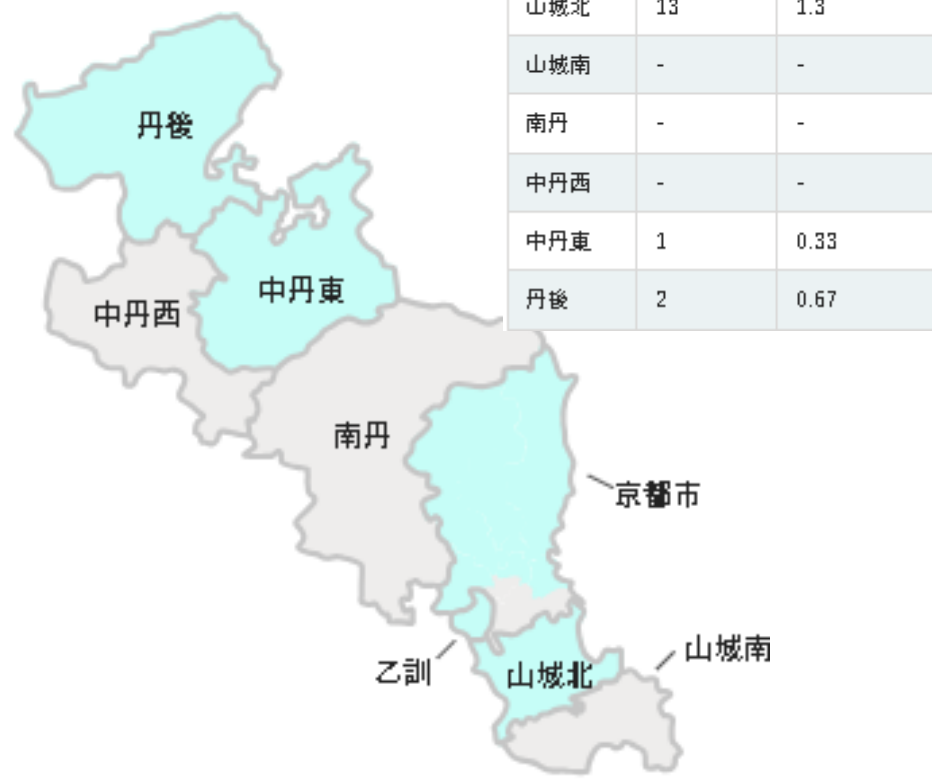 山城北 13 1.3
山城南 - -
南丹 - -
中丹西 - -
中丹東 1 0.33
丹後 2 0.67
丹後
中丹東
中丹西
南丹
京都市
乙訓
山城北
山城南